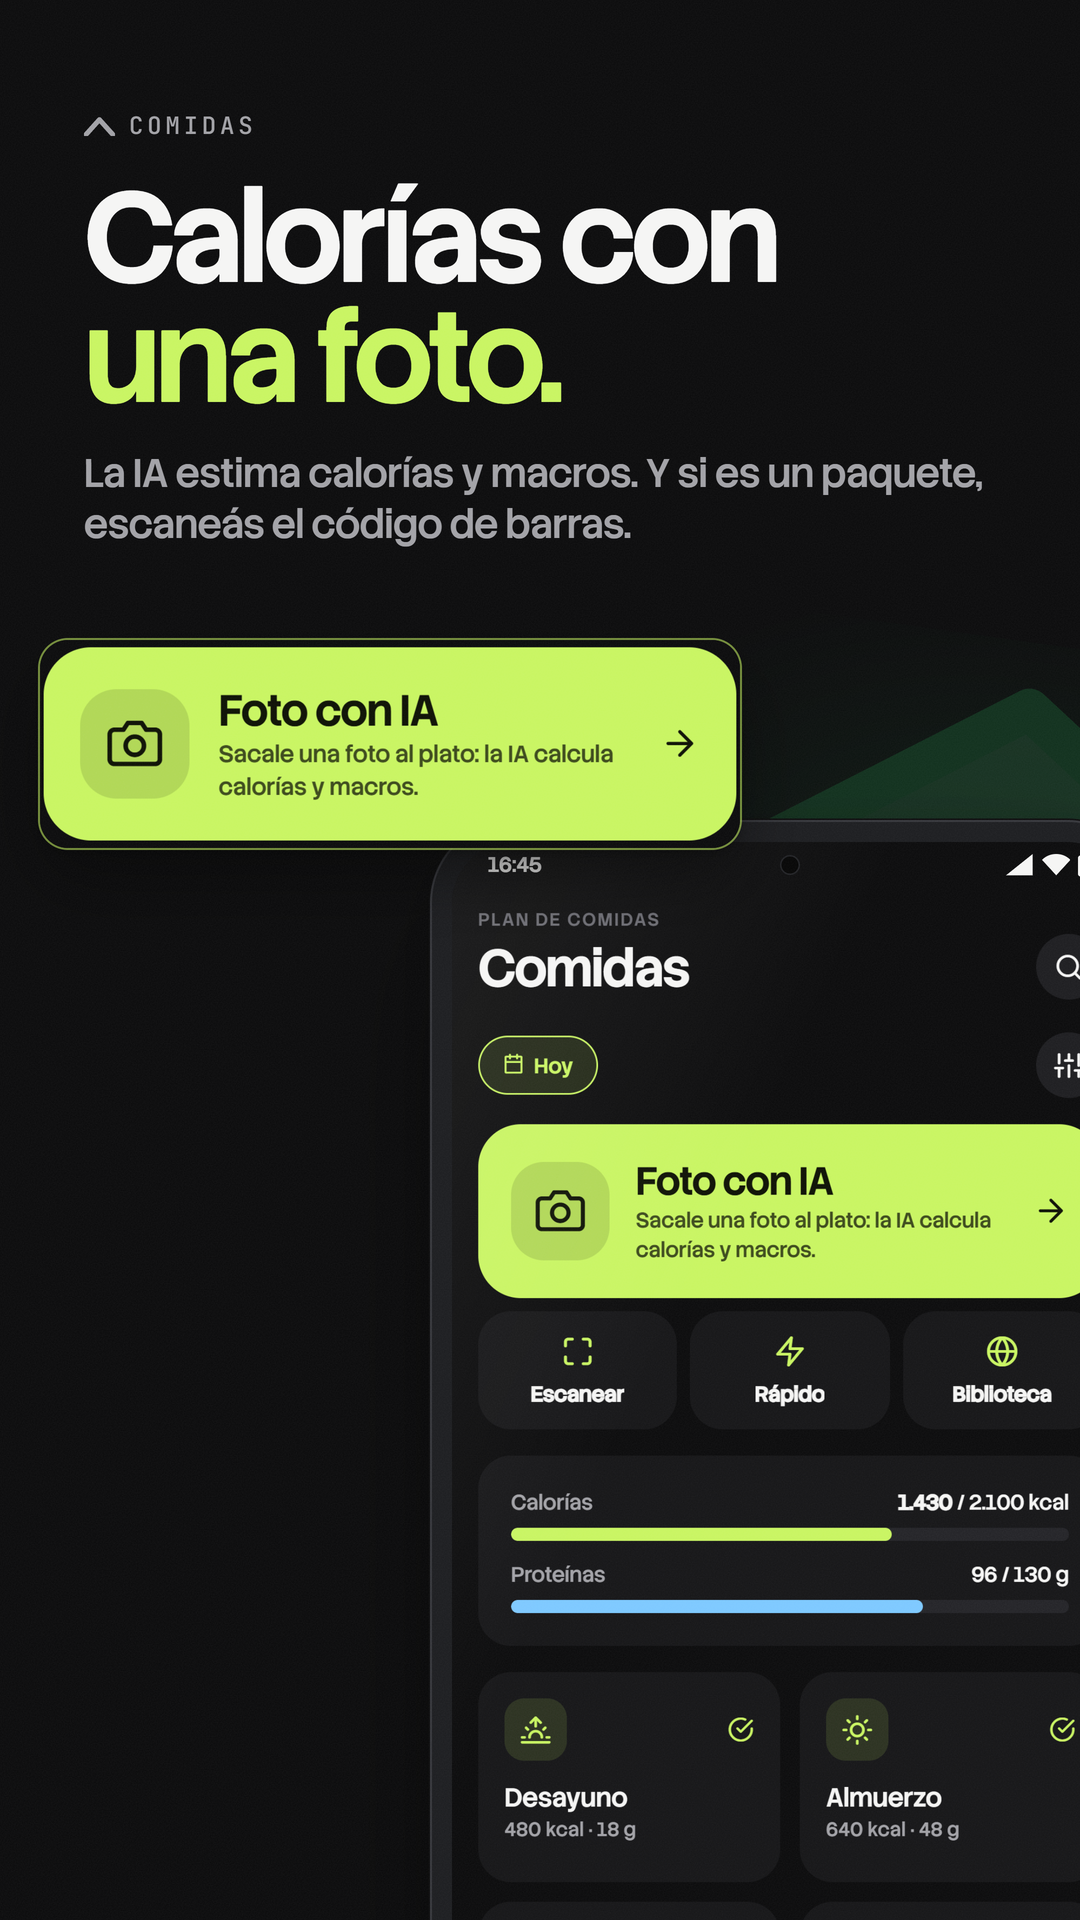 COMIDAS
Calorías con
una foto.
La IA estima calorías y macros. Y si es un paquete,
escaneás el código de barras.
Foto con IA
Sacale una foto al plato: la IA calcula
calorías y macros.
16:45
PLAN DE COMIDAS
Comidas
Hoy
Foto con IA
Sacale una foto al plato: la IA calcula
calorías y macros.
Escanear
Rápido
Biblioteca
Calorías
1.430 / 2.100 kcal
Proteínas
96 / 130 g
Desayuno
480 kcal · 18 g
Almuerzo
640 kcal · 48 g